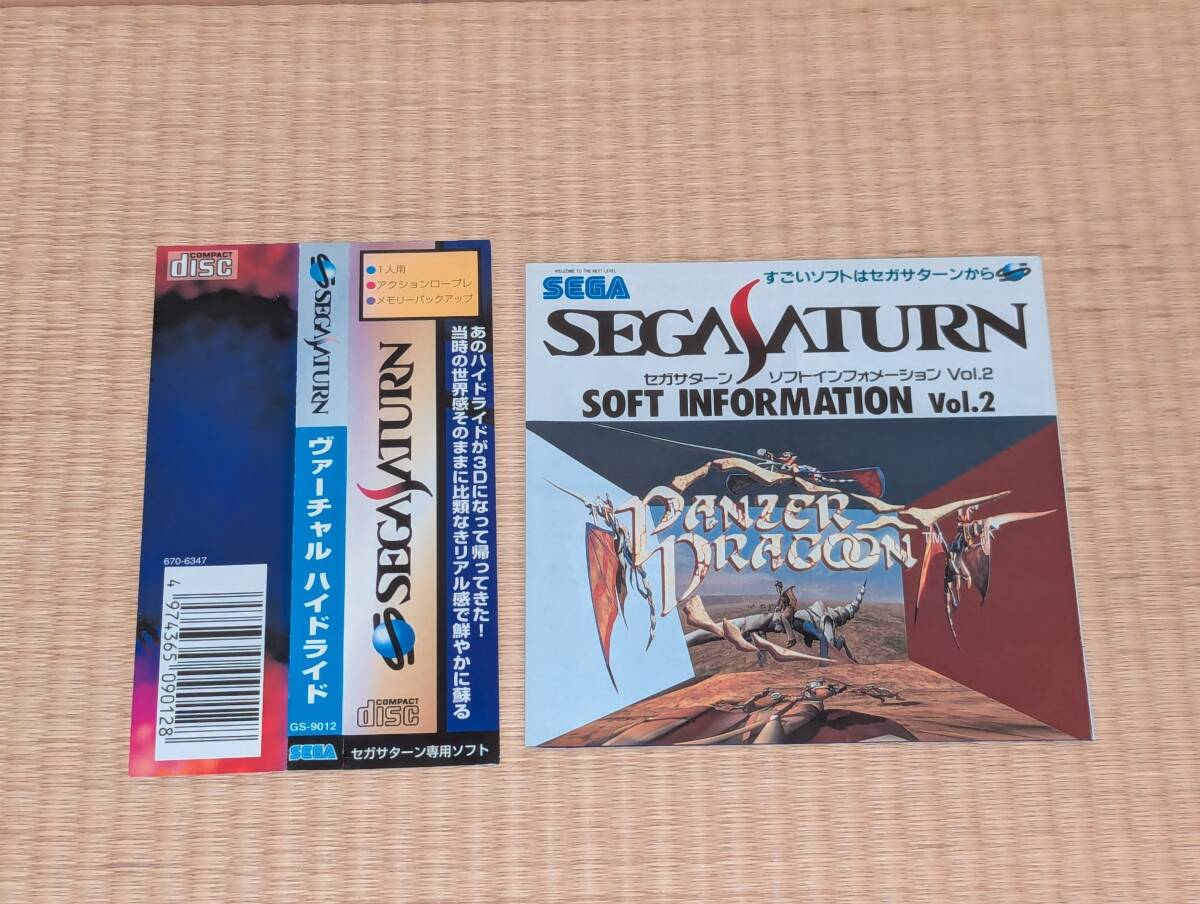 COMPACT
disc
670-6347
4 974365 090128
SEGA SATURN
ヴァーチャル ハイドライド
GS-9012
SEGA
●1人用
●アクションロープレ
●メモリーバックアップ
SEGA SATURN
COMPACT
disc
あのハイドライドが3Dになって帰ってきた！
当時の世界感そのままに比類なきリアル感で鮮やかに蘇る
セガサターン専用ソフト
WELCOME TO THE NEXT LEVEL
SEGA
すごいソフトはセガサターンから
SEGA SATURN
セガサターン ソフトインフォメーション Vol.2
SOFT INFORMATION Vol.2
PANZER
DRAGOON™